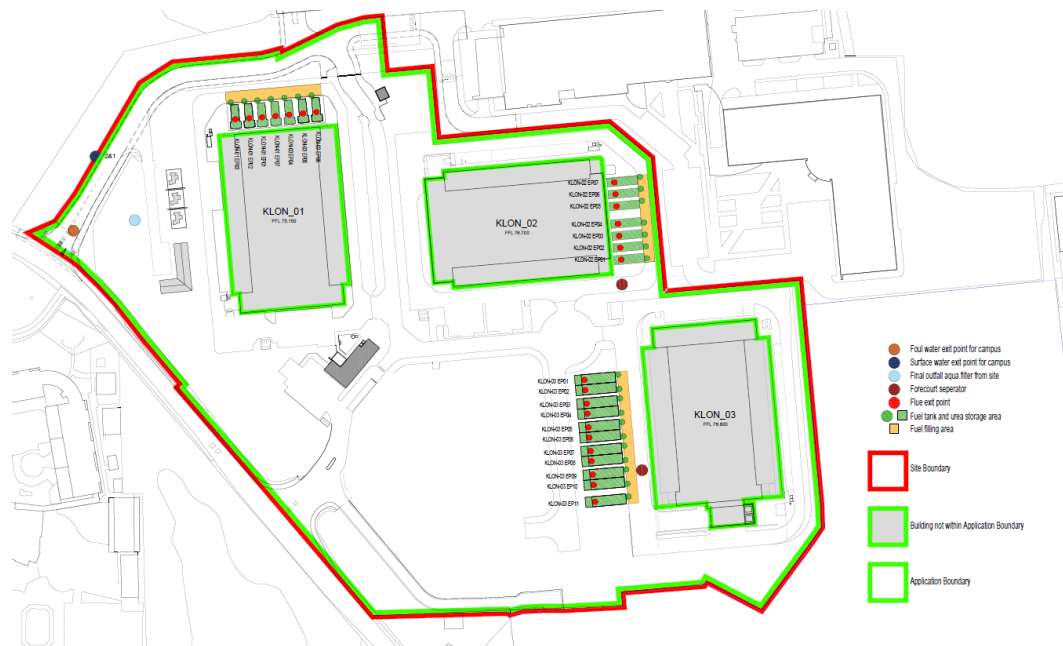 SW1
KLON_01
FFL 75.150
KLON_02
FFL 76.700
KLON-02 EP07
KLON-02 EP06
KLON-02 EP05
KLON-02 EP04
KLON-02 EP03
KLON-02 EP02
KLON-02 EP01
KLON_03
KLON-03 EP01
KLON-03 EP02
KLON-03 EP03
KLON-03 EP04
KLON-03 EP05
KLON-03 EP06
KLON-03 EP07
KLON-03 EP08
KLON-03 EP09
KLON-03 EP10
KLON-03 EP11
Foul water exit point for campus
Surface water exit point for campus
Final outfall aqua filter from site
Forecourt seperator
Flue exit point
Fuel tank and urea storage area
Fuel filling area
Site Boundary
Building not within Application Boundary
Application Boundary